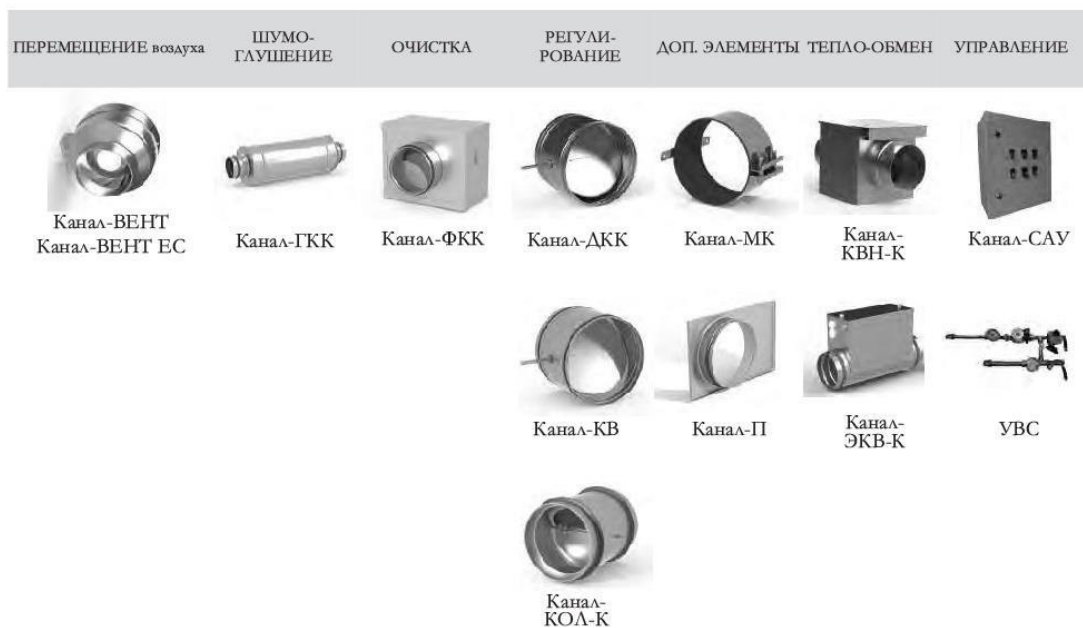 ПЕРЕМЕЩЕНИЕ воздуха
ШУМО-
ГЛУШЕНИЕ
ОЧИСТКА
РЕГУЛИ-
РОВАНИЕ
ДОП. ЭЛЕМЕНТЫ
ТЕПЛО-ОБМЕН
УПРАВЛЕНИЕ
Канал-ВЕНТ
Канал-ВЕНТ ЕС
Канал-ГКК
Канал-ФКК
Канал-ДКК
Канал-МК
Канал-
КВН-К
Канал-САУ
Канал-КВ
Канал-П
Канал-
ЭКВ-К
УВС
Канал-
КОЛ-К